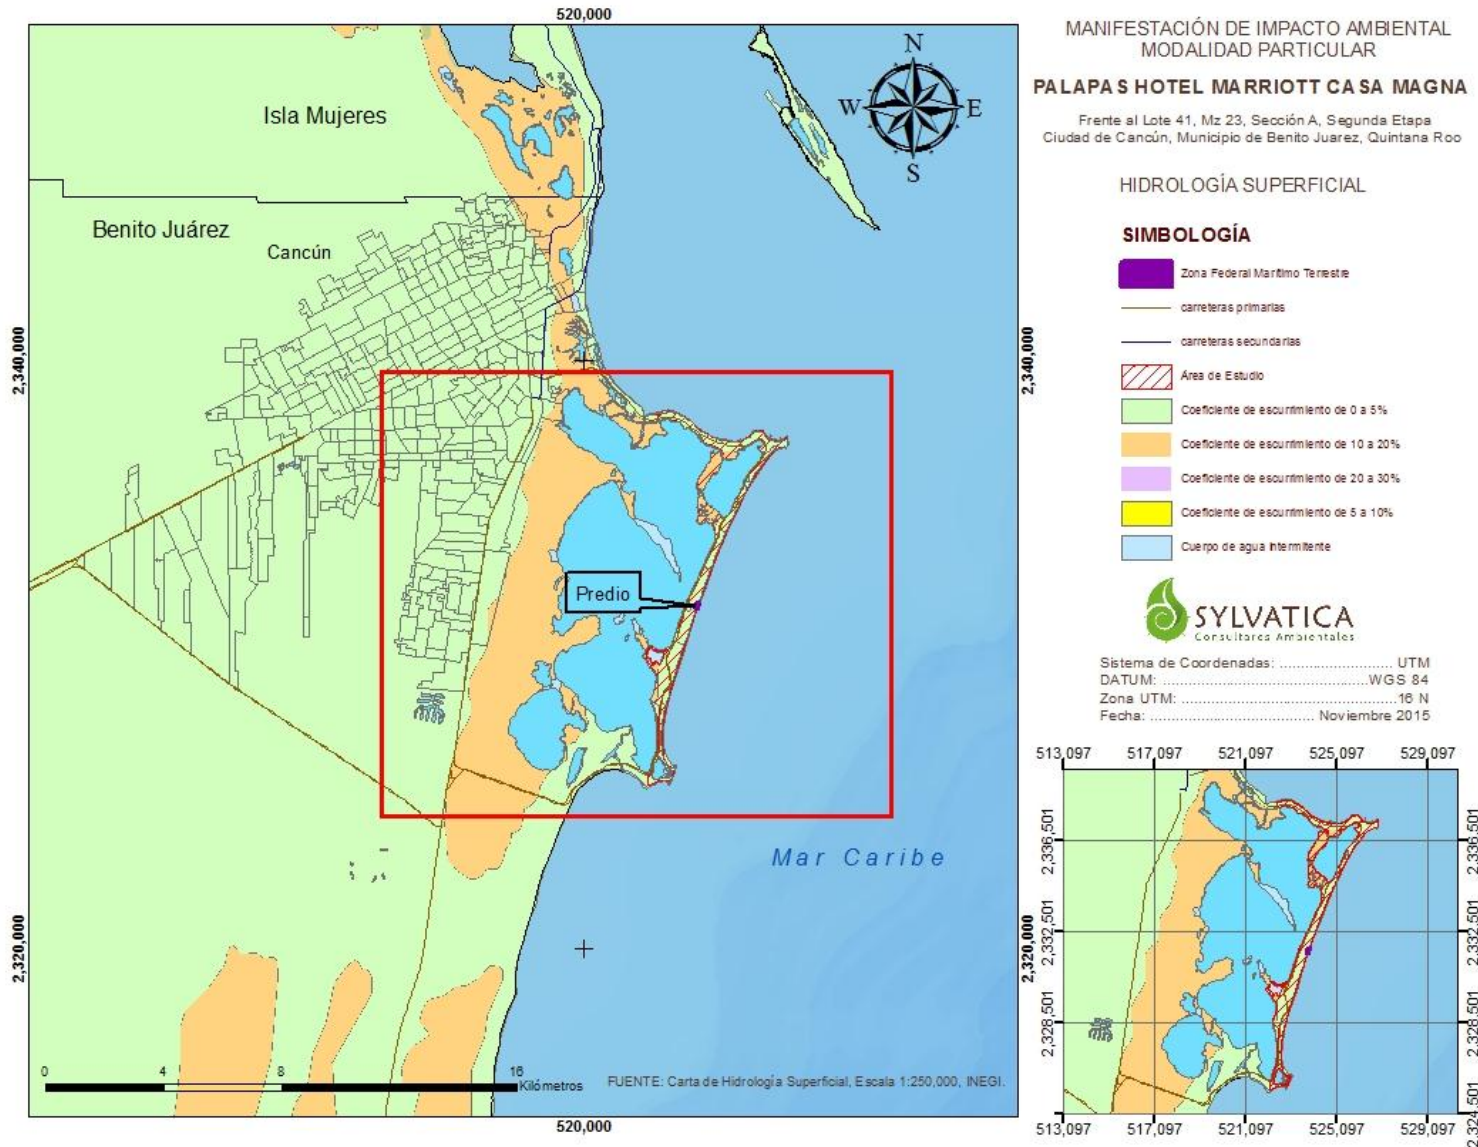 520,000
Isla Mujeres
Benito Juárez
Cancún
N
W
E
S
2,340,000
2,340,000
Predio
Mar Caribe
2,320,000
2,320,000
0 4 8 16
Kilómetros
FUENTE: Carta de Hidrología Superficial, Escala 1:250,000, INEGI.
520,000
MANIFESTACIÓN DE IMPACTO AMBIENTAL
MODALIDAD PARTICULAR
PALAPAS HOTEL MARRIOTT CASA MAGNA
Frente al Lote 41, Mz 23, Sección A, Segunda Etapa
Ciudad de Cancún, Municipio de Benito Juarez, Quintana Roo
HIDROLOGÍA SUPERFICIAL
SIMBOLOGÍA
Zona Federal Marítimo Terrestre
carreteras primarias
carreteras secundarias
Area de Estudio
Coeficiente de escurrimiento de 0 a 5%
Coeficiente de escurrimiento de 10 a 20%
Coeficiente de escurrimiento de 20 a 30%
Coeficiente de escurrimiento de 5 a 10%
Cuerpo de agua intermitente
SYLVATICA
Consultores Ambientales
Sistema de Coordenadas: ................... UTM
DATUM: ...................................WGS 84
Zona UTM: ....................................16 N
Fecha: ........................... Noviembre 2015
513,097 517,097 521,097 525,097 529,097
2,336,501
2,336,501
2,332,501
2,332,501
2,328,501
2,328,501
2,324,501
513,097 517,097 521,097 525,097 529,097